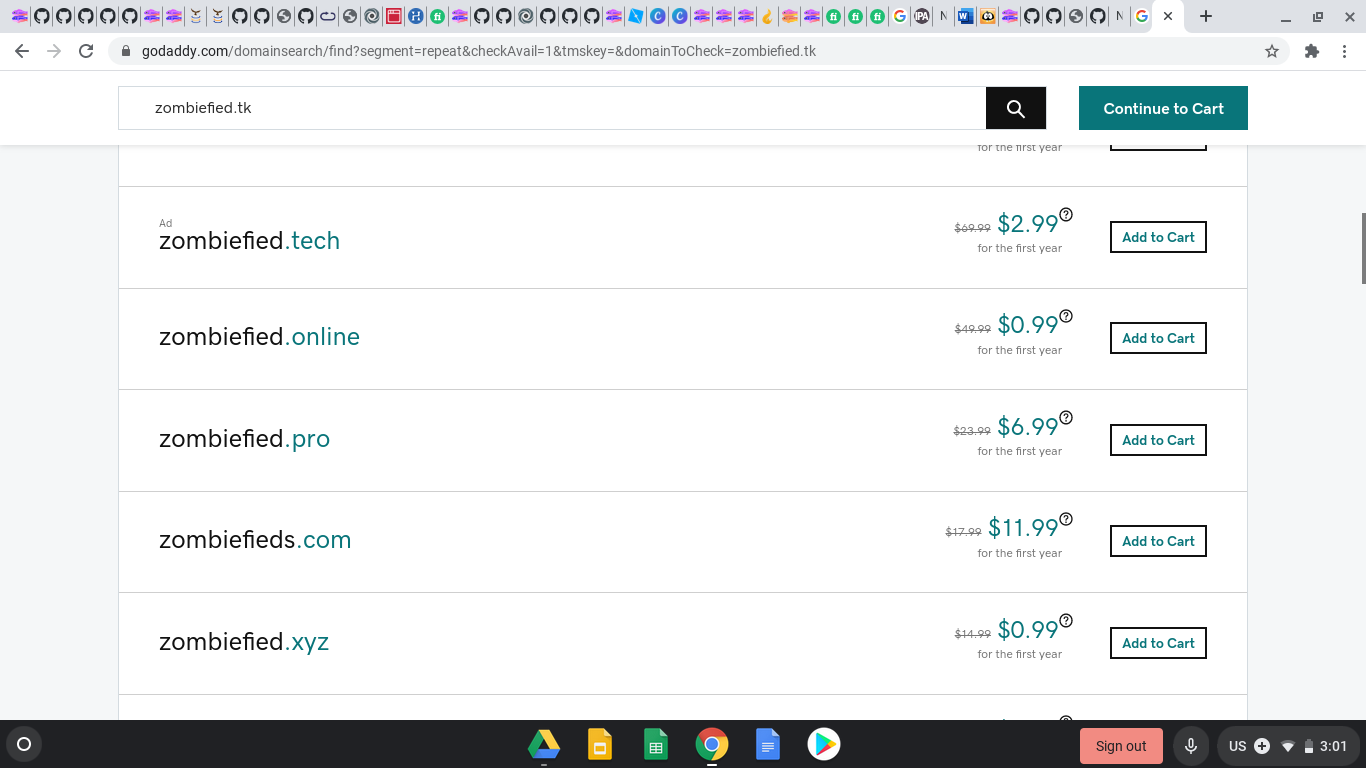 godaddy.com/domainsearch/find?segment=repeat&checkAvail=1&tmskey=&domainToCheck=zombiefied.tk
zombiefied.tk
Continue to Cart
for the first year
Ad
zombiefied.tech
$69.99 $2.99
for the first year
Add to Cart
zombiefied.online
$49.99 $0.99
for the first year
Add to Cart
zombiefied.pro
$23.99 $6.99
for the first year
Add to Cart
zombiefieds.com
$17.99 $11.99
for the first year
Add to Cart
zombiefied.xyz
$14.99 $0.99
for the first year
Add to Cart
Sign out
US
3:01